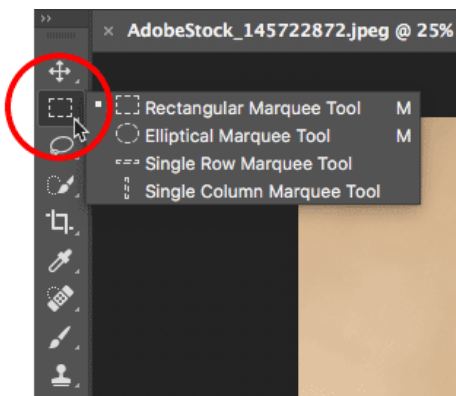 × AdobeStock_145722872.jpeg @ 25%
Rectangular Marquee Tool M
Elliptical Marquee Tool M
Single Row Marquee Tool
Single Column Marquee Tool